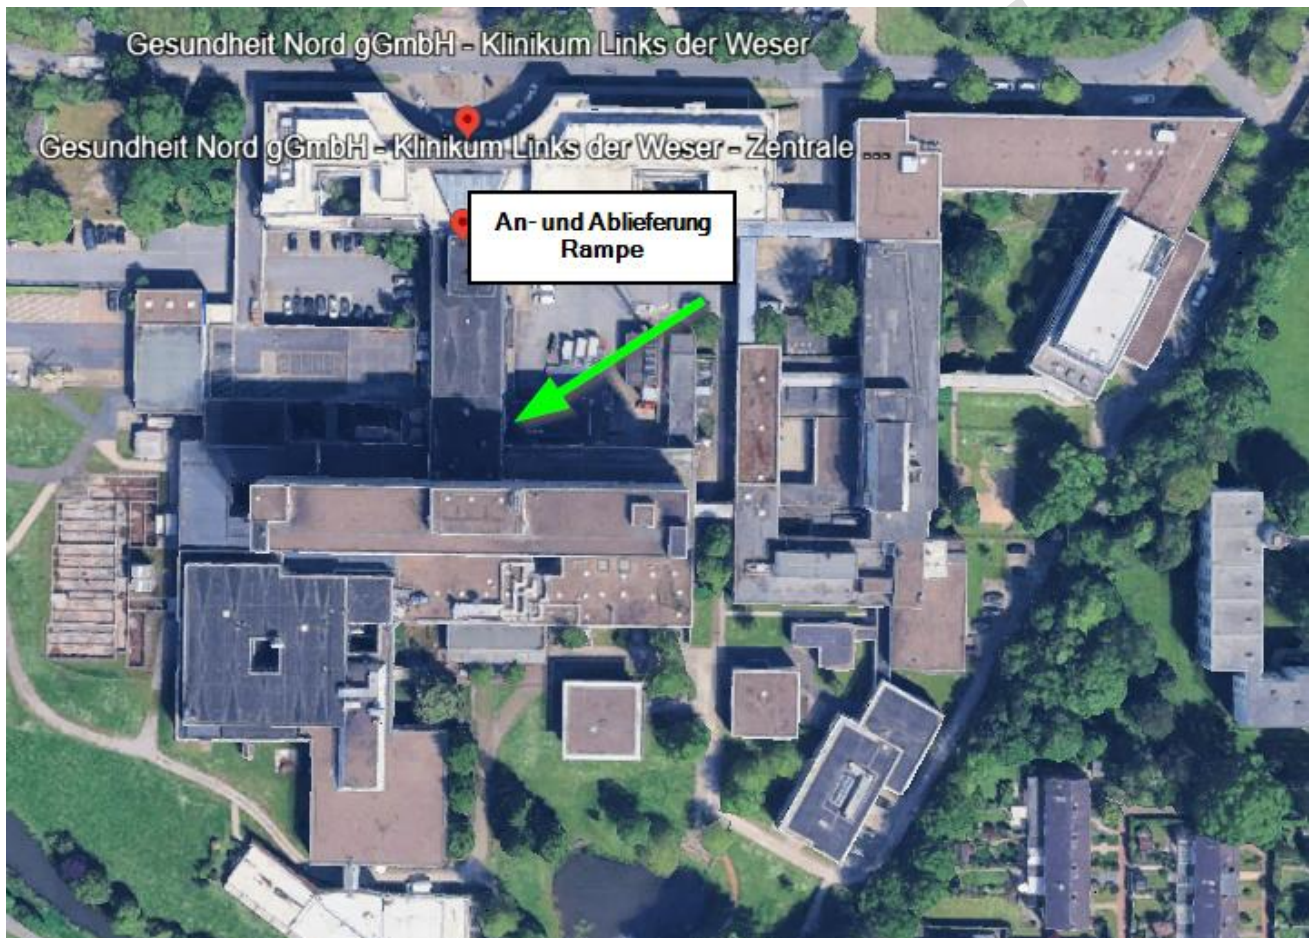 Gesundheit Nord gGmbH - Klinikum Links der Weser
Gesundheit Nord gGmbH - Klinikum Links der Weser - Zentrale
An- und Ablieferung
Rampe